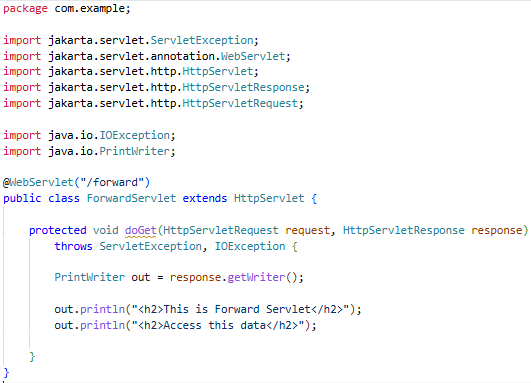 package com.example;
import jakarta.servlet.ServletException;
import jakarta.servlet.annotation.WebServlet;
import jakarta.servlet.http.HttpServlet;
import jakarta.servlet.http.HttpServletResponse;
import jakarta.servlet.http.HttpServletRequest;
import java.io.IOException;
import java.io.PrintWriter;
@WebServlet("/forward")
public class ForwardServlet extends HttpServlet {
protected void doGet(HttpServletRequest request, HttpServletResponse response)
throws ServletException, IOException {
PrintWriter out = response.getWriter();
out.println("<h2>This is Forward Servlet</h2>");
out.println("<h2>Access this data</h2>");
}
}